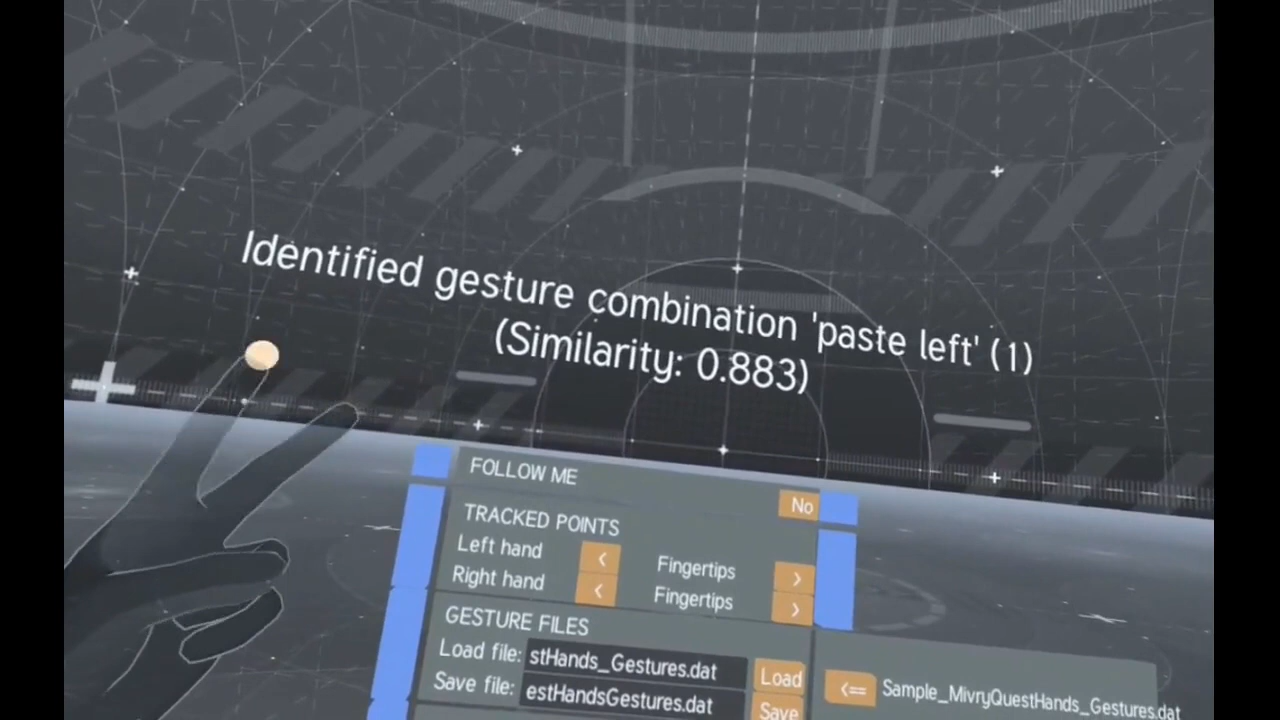 Identified gesture combination 'paste left' (1)
(Similarity: 0.883)
FOLLOW ME
No
TRACKED POINTS
Left hand < Fingertips >
Right hand < Fingertips >
GESTURE FILES
Load file: stHands_Gestures.dat Load
<== Sample_MivryQuestHands_Gestures.dat
Save file: estHandsGestures.dat Save